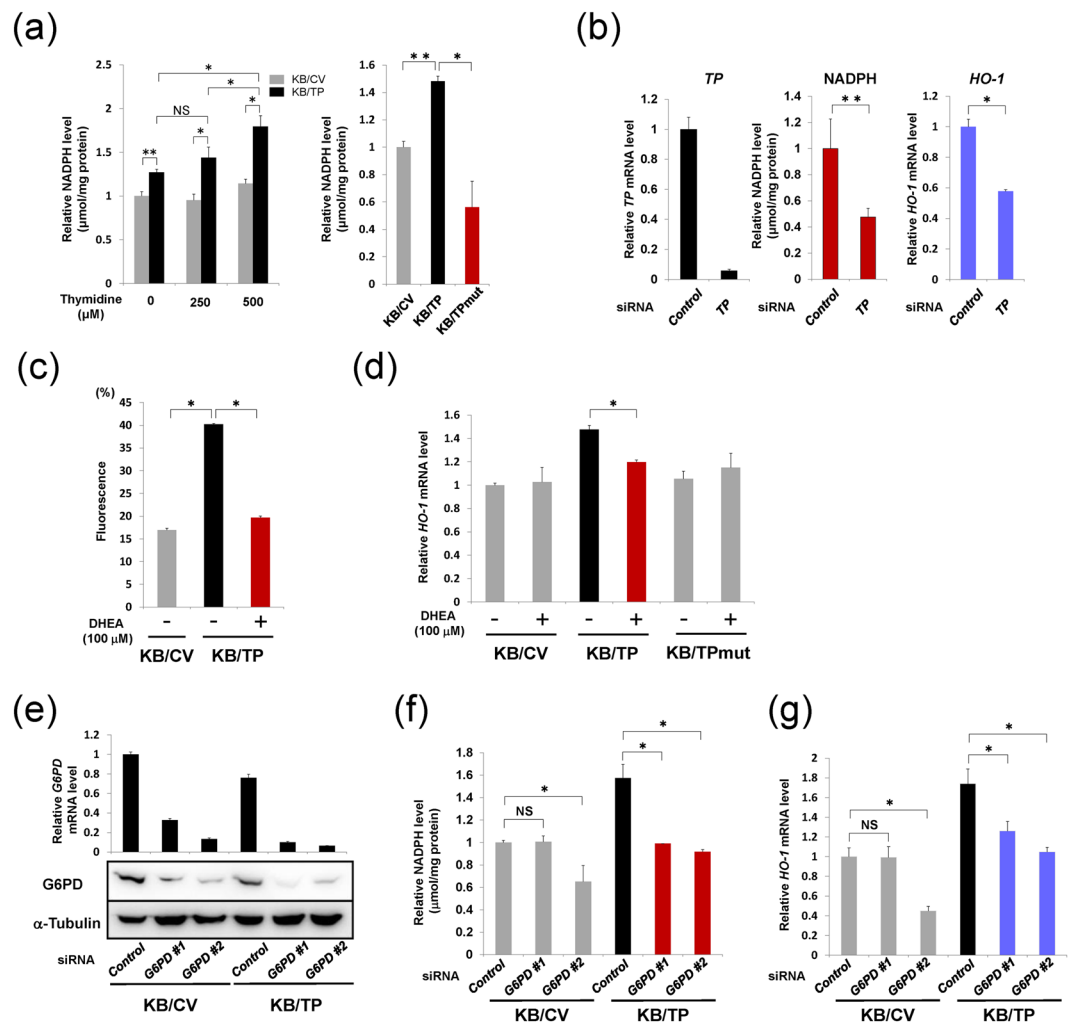 (a)
Relative NADPH level
(µmol/mg protein)
2.5
2
1.5
1
0.5
0
KB/CV
KB/TP
*
*
*
NS
*
**
Thymidine
(µM)
0 250 500
Relative NADPH level
(µmol/mg protein)
1.6
1.4
1.2
1
0.8
0.6
0.4
0.2
0
** *
KB/CV KB/TP KB/TPmut
(b)
TP
Relative TP mRNA level
1.2
1
0.8
0.6
0.4
0.2
0
siRNA Control TP
NADPH
Relative NADPH level
(µmol/mg protein)
1.4
1.2
1
0.8
0.6
0.4
0.2
0
**
siRNA Control TP
HO-1
Relative HO-1 mRNA level
1.2
1
0.8
0.6
0.4
0.2
0
*
siRNA Control TP
(c)
(%)
Fluorescence
45
40
35
30
25
20
15
10
5
0
* *
DHEA
(100 µM)
- - +
KB/CV KB/TP
(d)
Relative HO-1 mRNA level
1.6
1.4
1.2
1
0.8
0.6
0.4
0.2
0
*
DHEA
(100 µM)
- + - + - +
KB/CV KB/TP KB/TPmut
(e)
Relative G6PD
mRNA level
1.2
1
0.8
0.6
0.4
0.2
0
G6PD
α-Tubulin
siRNA Control G6PD #1 G6PD #2 Control G6PD #1 G6PD #2
KB/CV KB/TP
(f)
Relative NADPH level
(µmol/mg protein)
1.8
1.6
1.4
1.2
1
0.8
0.6
0.4
0.2
0
*
*
*
NS
siRNA Control G6PD #1 G6PD #2 Control G6PD #1 G6PD #2
KB/CV KB/TP
(g)
Relative HO-1 mRNA level
2
1.8
1.6
1.4
1.2
1
0.8
0.6
0.4
0.2
0
*
*
*
NS
siRNA Control G6PD #1 G6PD #2 Control G6PD #1 G6PD #2
KB/CV KB/TP